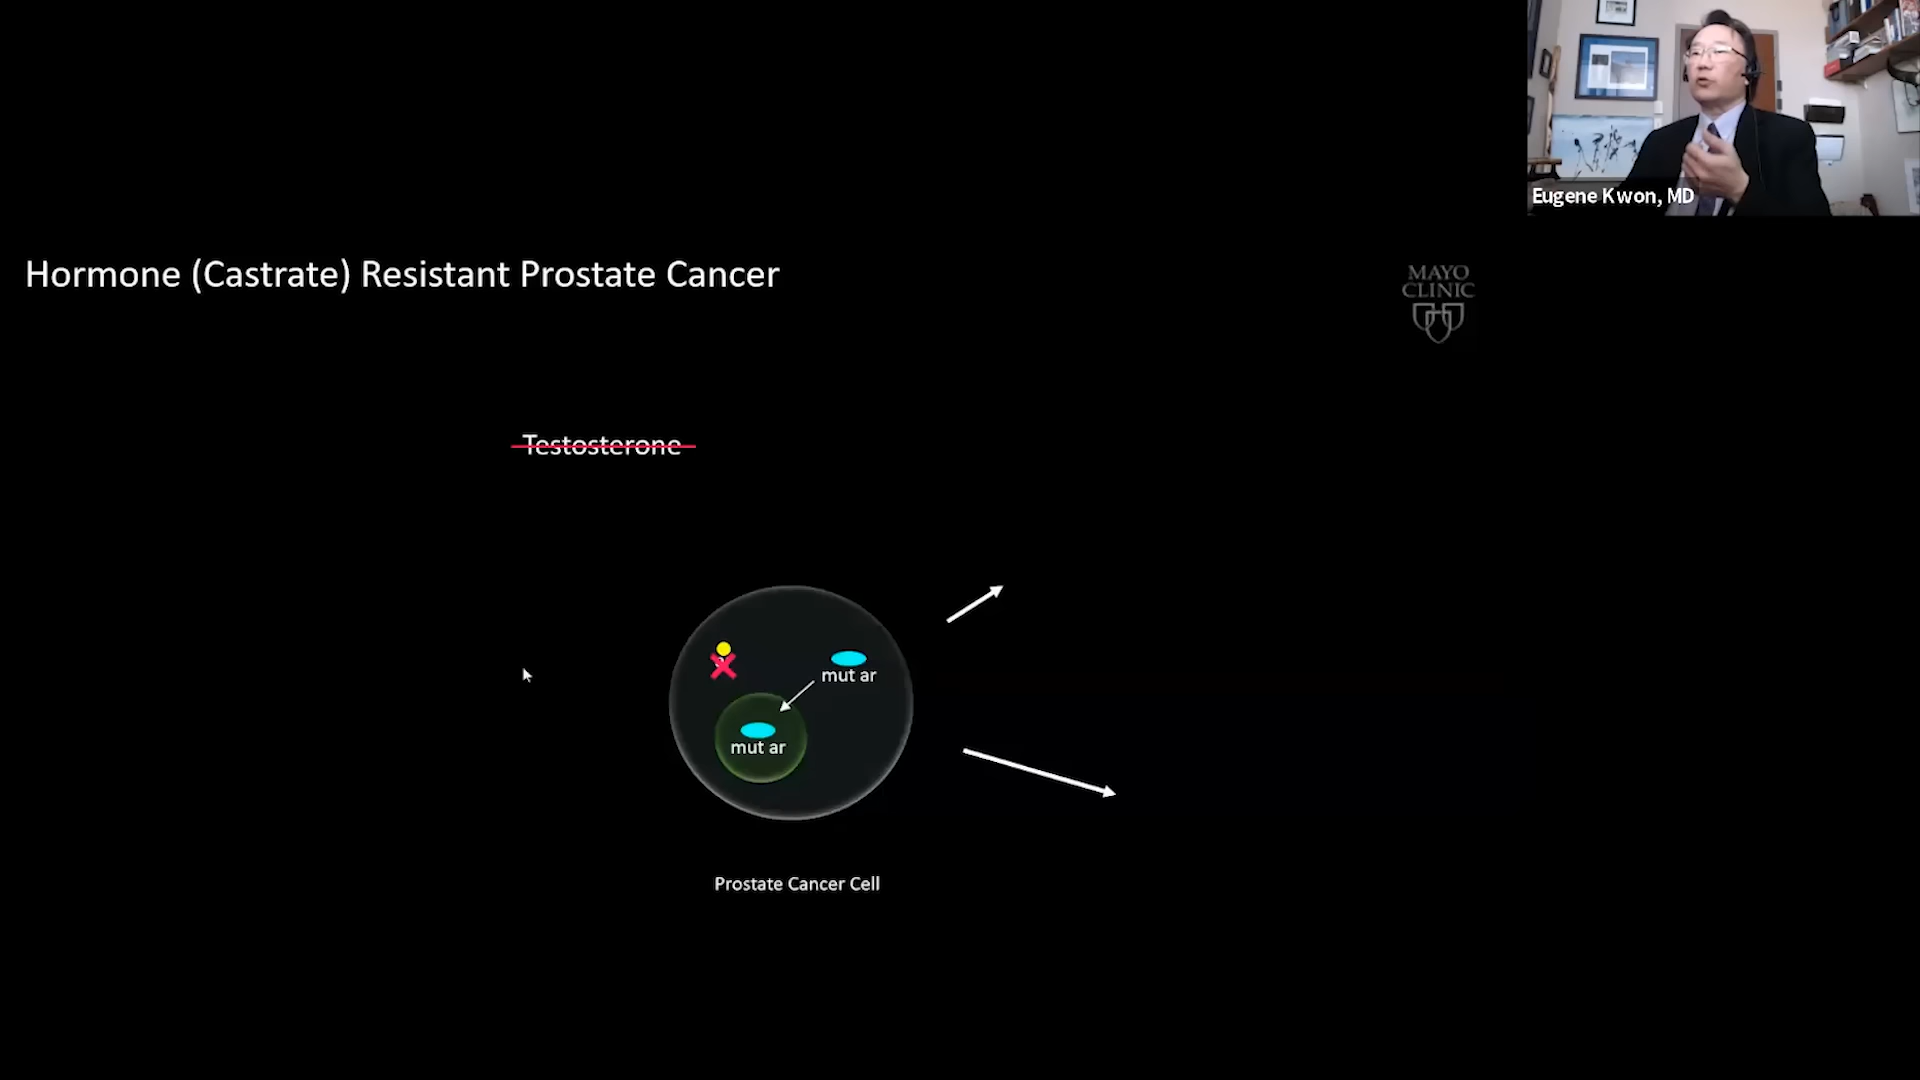 Eugene Kwon, MD
Hormone (Castrate) Resistant Prostate Cancer
MAYO
CLINIC
Testosterone
mut ar
mut ar
Prostate Cancer Cell